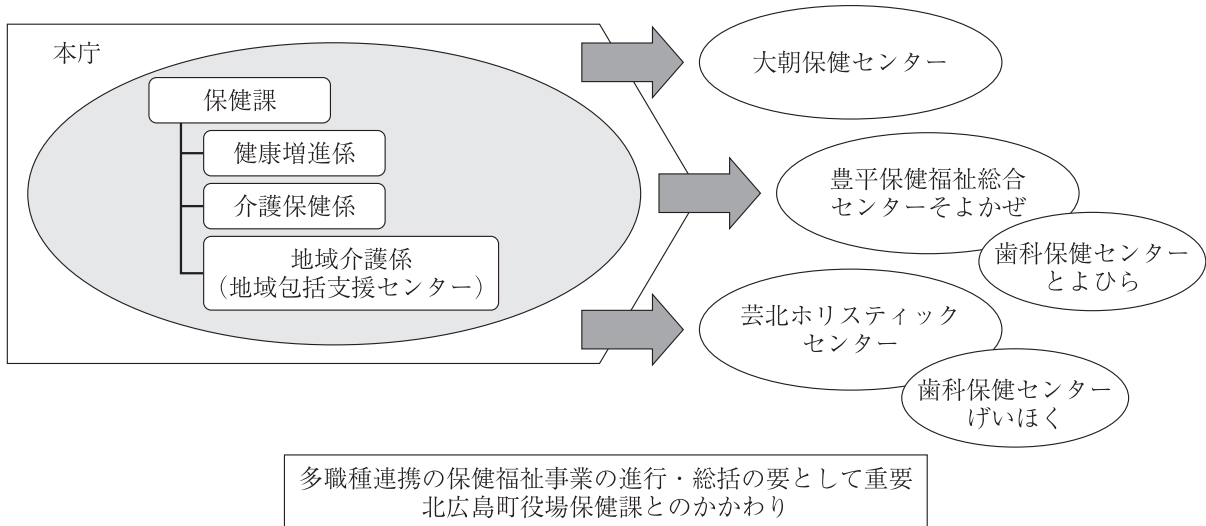 本庁
保健課
健康増進係
介護保健係
地域介護係
（地域包括支援センター）
大朝保健センター
豊平保健福祉総合
センターそよかぜ
歯科保健センター
とよひら
芸北ホリスティック
センター
歯科保健センター
げいほく
多職種連携の保健福祉事業の進行・総括の要として重要
北広島町役場保健課とのかかわり